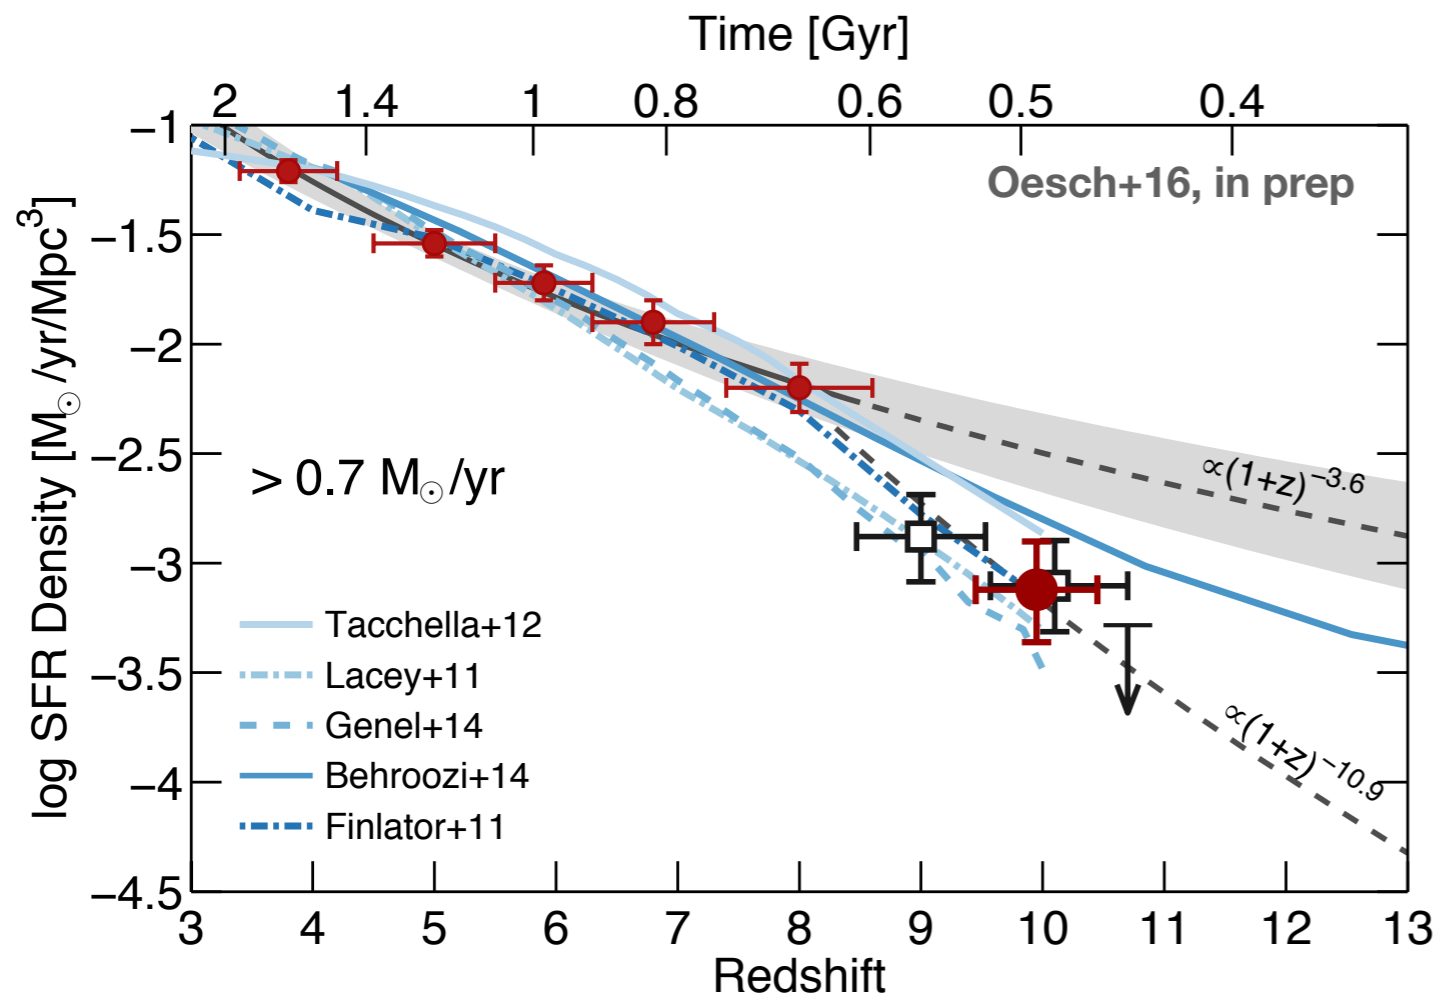 Time [Gyr]
2 1.4 1 0.8 0.6 0.5 0.4
Oesch+16, in prep
log SFR Density [M☉/yr/Mpc³]
−1
−1.5
−2
−2.5
−3
−3.5
−4
−4.5
> 0.7 M☉/yr
∝(1+z)^−3.6
∝(1+z)^−10.9
Tacchella+12
Lacey+11
Genel+14
Behroozi+14
Finlator+11
3 4 5 6 7 8 9 10 11 12 13
Redshift